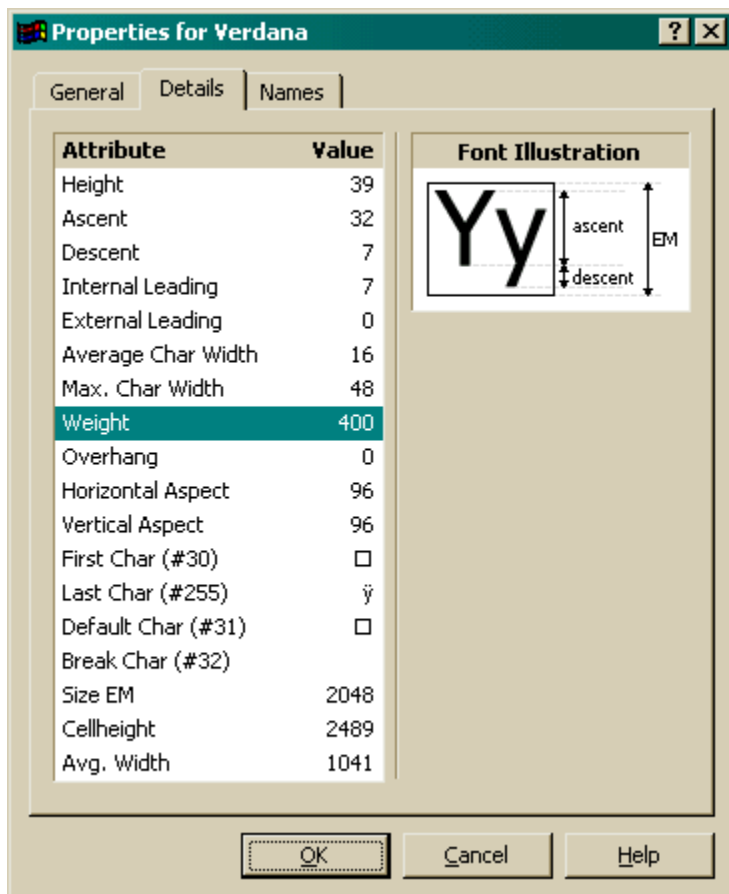 Properties for Verdana
? X
General Details Names
Attribute Value
Height 39
Ascent 32
Descent 7
Internal Leading 7
External Leading 0
Average Char Width 16
Max. Char Width 48
Weight 400
Overhang 0
Horizontal Aspect 96
Vertical Aspect 96
First Char (#30) □
Last Char (#255) ÿ
Default Char (#31) □
Break Char (#32)
Size EM 2048
Cellheight 2489
Avg. Width 1041
Font Illustration
Yy
ascent
EM
descent
OK Cancel Help